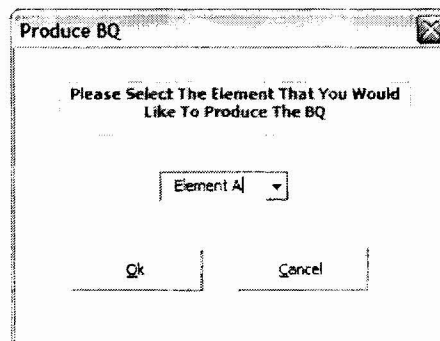 Produce BQ
Please Select The Element That You Would
Like To Produce The BQ
Element A
Ok
Cancel